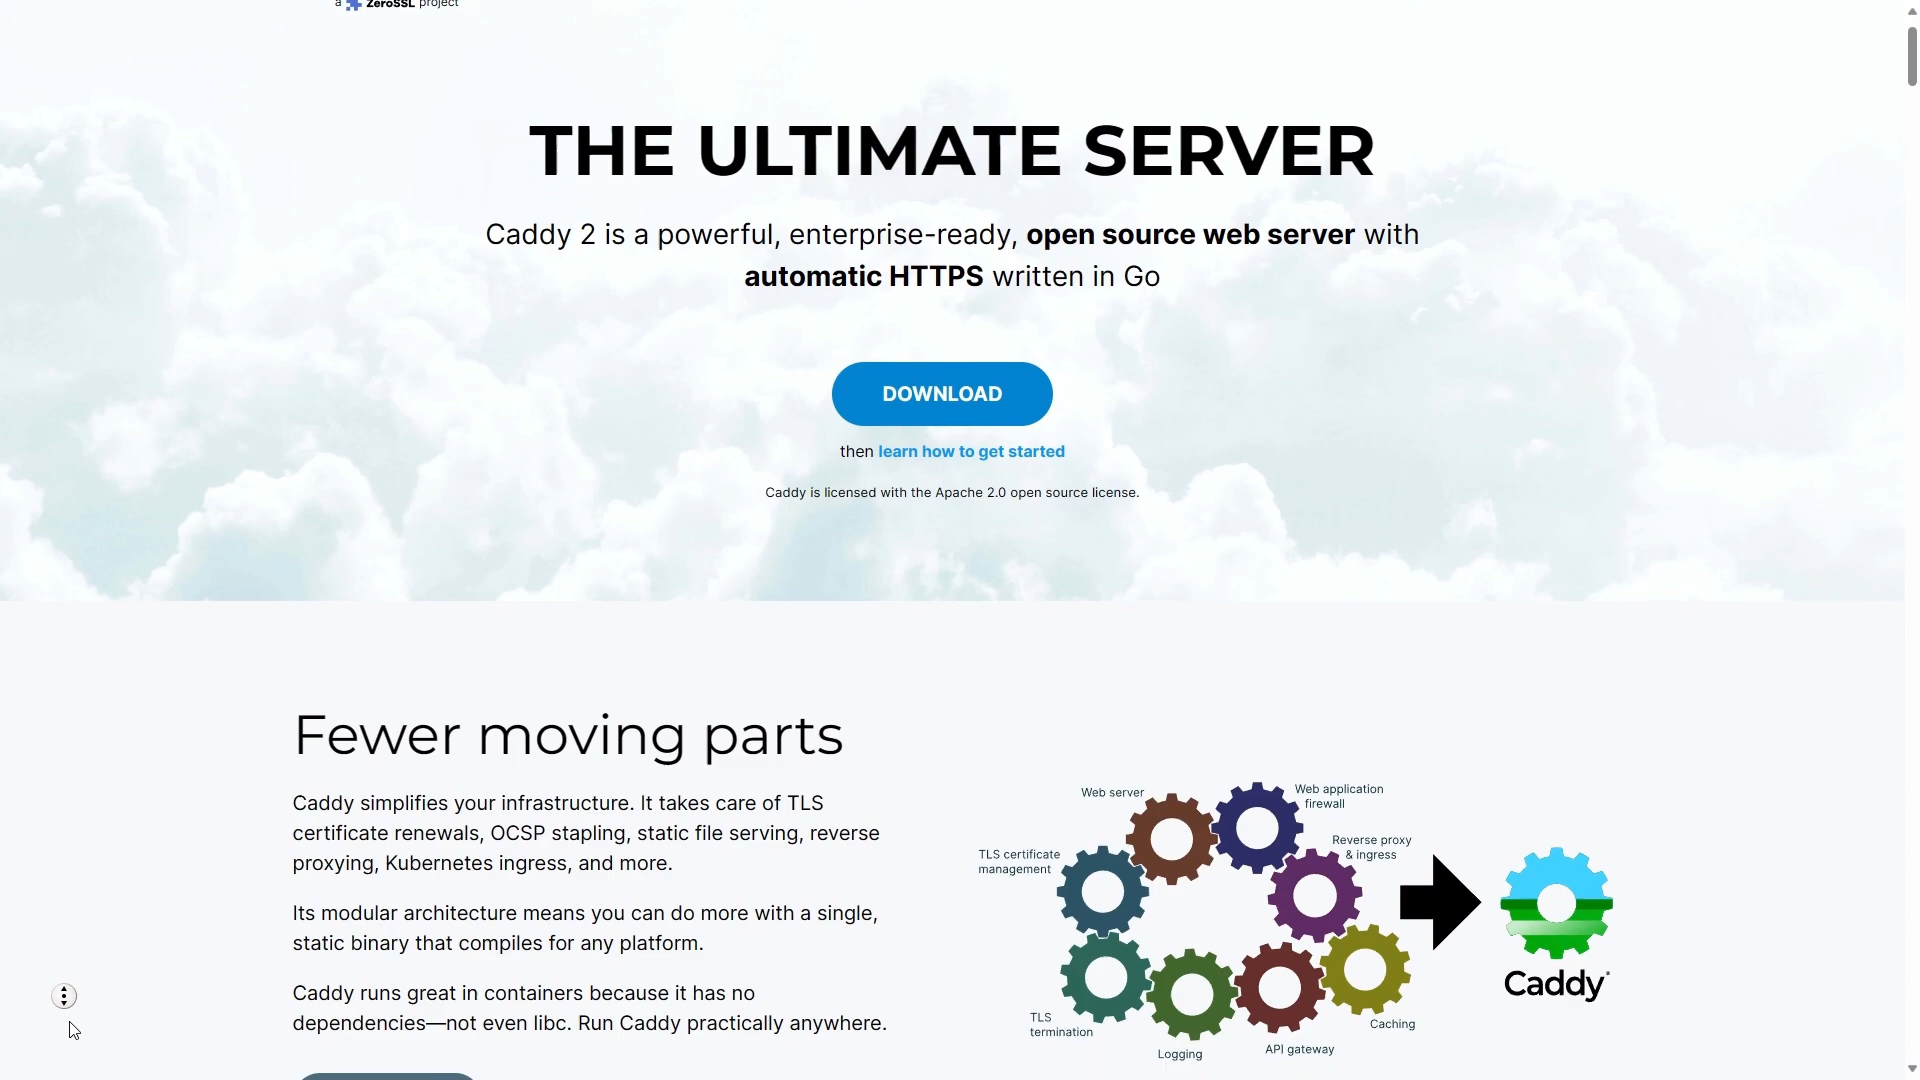 a ZeroSSL project
THE ULTIMATE SERVER
Caddy 2 is a powerful, enterprise-ready, open source web server with
automatic HTTPS written in Go
DOWNLOAD
then learn how to get started
Caddy is licensed with the Apache 2.0 open source license.
Fewer moving parts
Caddy simplifies your infrastructure. It takes care of TLS
certificate renewals, OCSP stapling, static file serving, reverse
proxying, Kubernetes ingress, and more.
Its modular architecture means you can do more with a single,
static binary that compiles for any platform.
Caddy runs great in containers because it has no
dependencies—not even libc. Run Caddy practically anywhere.
Web server
Web application
firewall
Reverse proxy
& ingress
TLS certificate
management
TLS
termination
Logging
API gateway
Caching
Caddy